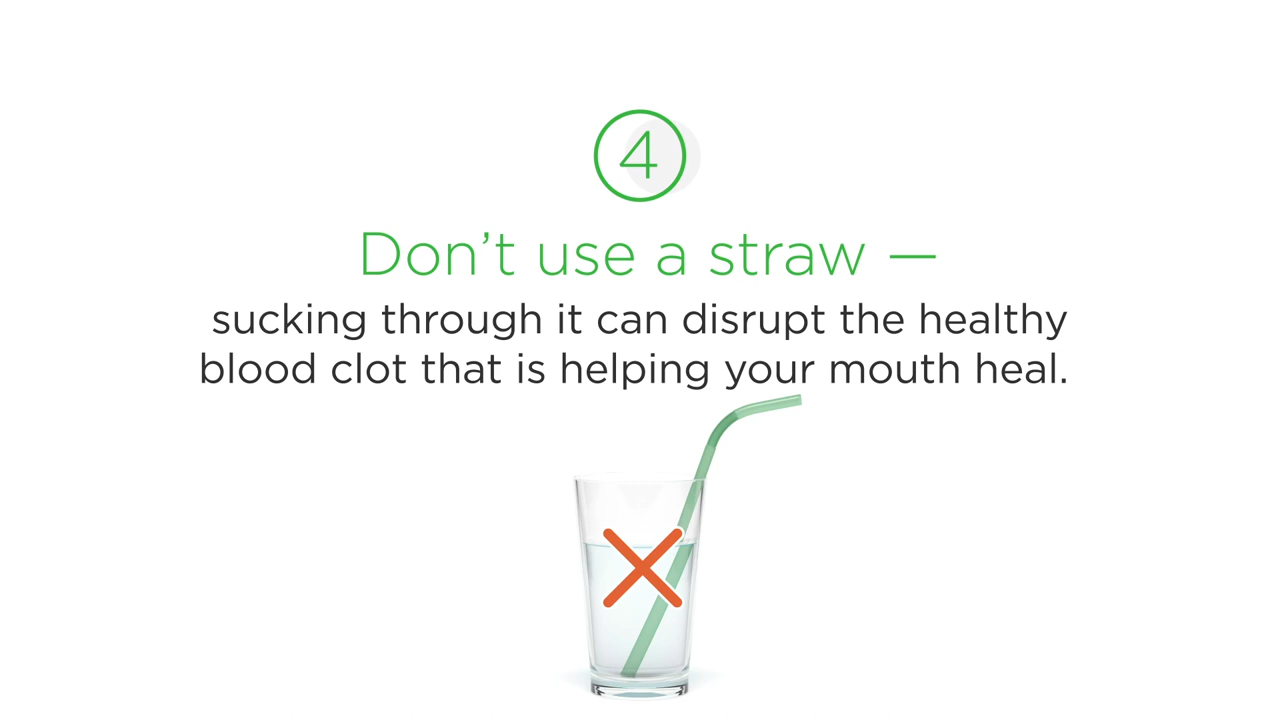 4
Don’t use a straw —
sucking through it can disrupt the healthy
blood clot that is helping your mouth heal.